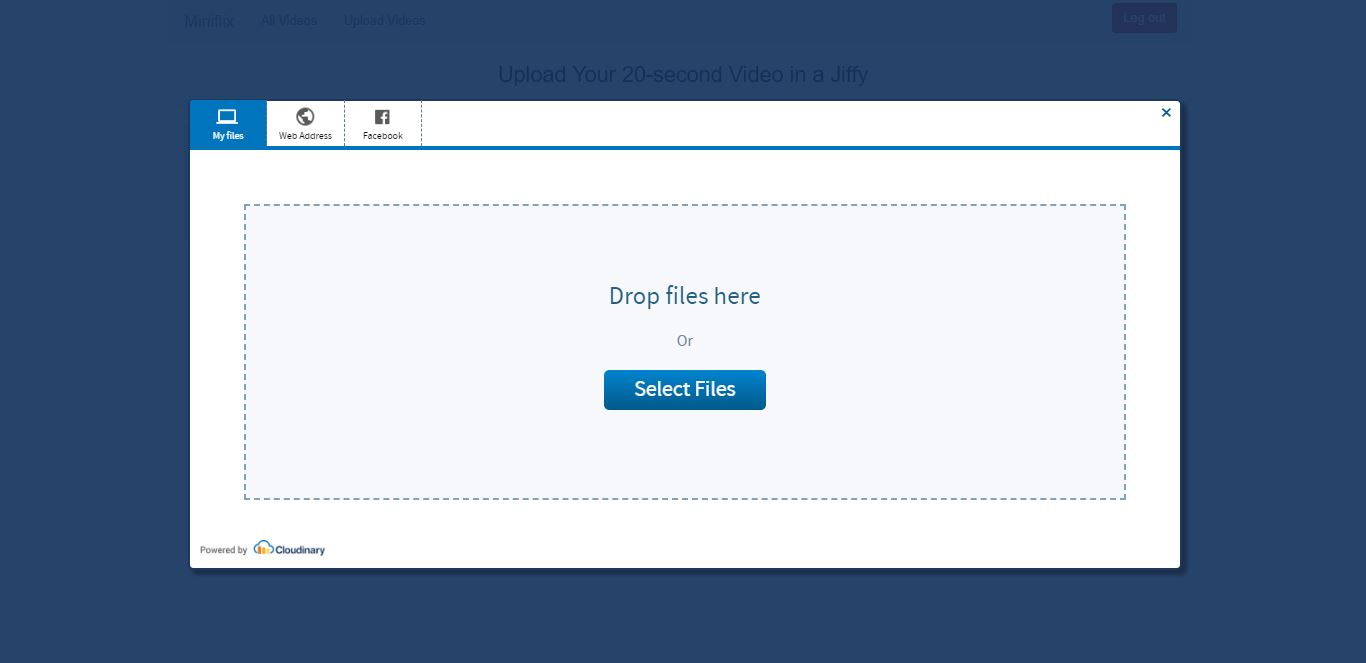 Miniflix All Videos Upload Videos Log out
Upload Your 20-second Video in a Jiffy
My files Web Address Facebook
Drop files here
Or
Select Files
Powered by Cloudinary